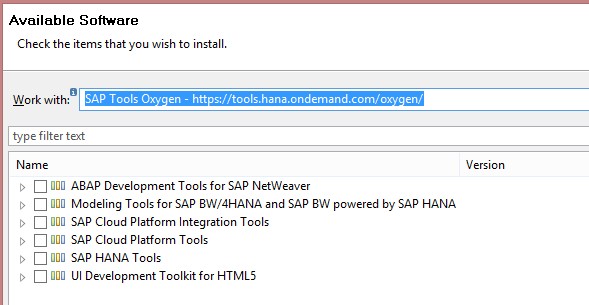 Available Software
Check the items that you wish to install.
Work with: SAP Tools Oxygen - https://tools.hana.ondemand.com/oxygen/
type filter text
Name Version
ABAP Development Tools for SAP NetWeaver
Modeling Tools for SAP BW/4HANA and SAP BW powered by SAP HANA
SAP Cloud Platform Integration Tools
SAP Cloud Platform Tools
SAP HANA Tools
UI Development Toolkit for HTML5